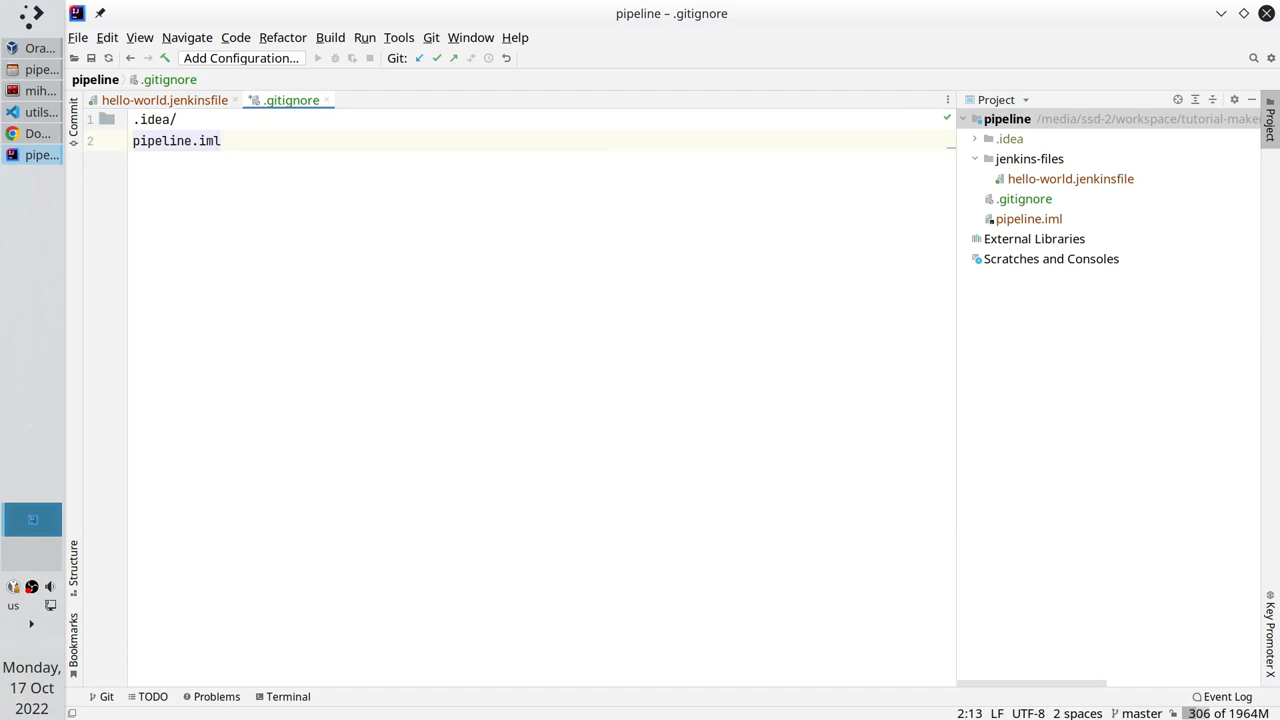 pipeline – .gitignore
File Edit View Navigate Code Refactor Build Run Tools Git Window Help
Add Configuration...
Git:
pipeline
.gitignore
Ora...
pipe...
mih...
utils...
Do...
pipe...
us
Monday,
17 Oct
2022
Commit
Structure
Bookmarks
hello-world.jenkinsfile
.gitignore
1 .idea/
2 pipeline.iml
Project
pipeline /media/ssd-2/workspace/tutorial-make
.idea
jenkins-files
hello-world.jenkinsfile
.gitignore
pipeline.iml
External Libraries
Scratches and Consoles
Project
Key Promoter X
Git TODO Problems Terminal
Event Log
2:13 LF UTF-8 2 spaces master 306 of 1964M